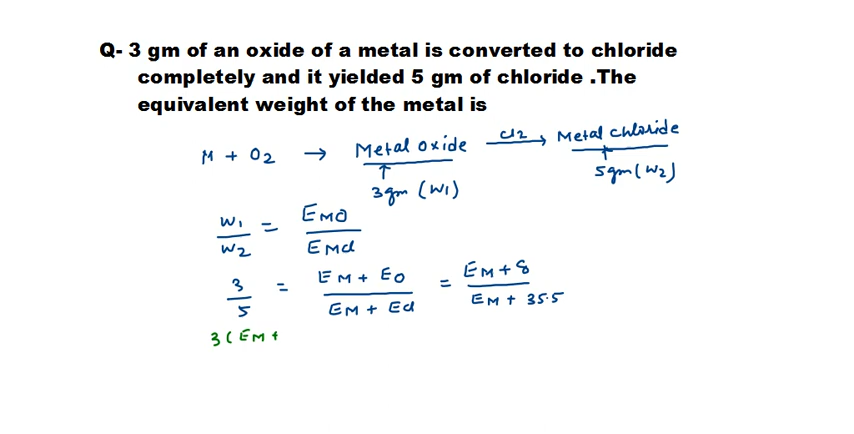 Q- 3 gm of an oxide of a metal is converted to chloride
completely and it yielded 5 gm of chloride .The
equivalent weight of the metal is
M + O2 → Metal oxide Cl2→ Metal chloride
↑ 3gm (W1) ↑ 5gm (W2)
W1/W2 = EMO/EMCl
3/5 = EM + EO/EM + ECl = EM + 8/EM + 35.5
3 ( EM +